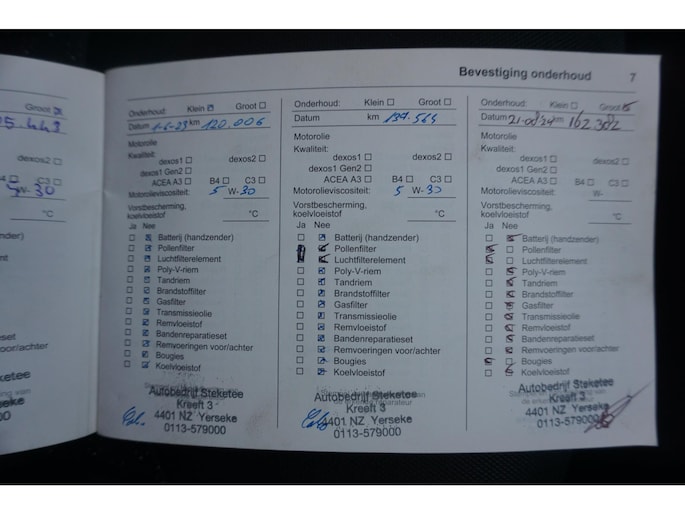 Bevestiging onderhoud 7
Groot
5.443
dexos2
C3
5W-30
°C
nder)
nt
set
oor/achter
Onderhoud: Klein Groot
Datum 1-6-23 km 120.006
Motorolie
Kwaliteit:
dexos1 dexos2
dexos1 Gen2
ACEA A3 B4 C3
Motorolieviscositeit: 5 W-30
Vorstbescherming,
koelvloeistof °C
Ja Nee
Batterij (handzender)
Pollenfilter
Luchtfilterelement
Poly-V-riem
Tandriem
Brandstoffilter
Gasfilter
Transmissieolie
Remvloeistof
Bandenreparatieset
Remvoeringen voor/achter
Bougies
Koelvloeistof
Autobedrijf Steketee
Kreeft 3
4401 NZ Yerseke
0113-579000
Onderhoud: Klein Groot
Datum km 137.564
Motorolie
Kwaliteit:
dexos1 dexos2
dexos1 Gen2
ACEA A3 B4 C3
Motorolieviscositeit: 5 W-30
Vorstbescherming,
koelvloeistof °C
Ja Nee
Batterij (handzender)
Pollenfilter
Luchtfilterelement
Poly-V-riem
Tandriem
Brandstoffilter
Gasfilter
Transmissieolie
Remvloeistof
Bandenreparatieset
Remvoeringen voor/achter
Bougies
Koelvloeistof
Autobedrijf Steketee
Kreeft 3
4401 NZ Yerseke
0113-579000
Onderhoud: Klein Groot
Datum 21-08-24 km 162 302
Motorolie
Kwaliteit:
dexos1 dexos2
dexos1 Gen2
ACEA A3 B4 C3
Motorolieviscositeit: W-
Vorstbescherming,
koelvloeistof °C
Ja Nee
Batterij (handzender)
Pollenfilter
Luchtfilterelement
Poly-V-riem
Tandriem
Brandstoffilter
Gasfilter
Transmissieolie
Remvloeistof
Bandenreparatieset
Remvoeringen voor/achter
Bougies
Koelvloeistof
Autobedrijf Steketee
Kreeft 3
4401 NZ Yerseke
0113-579000